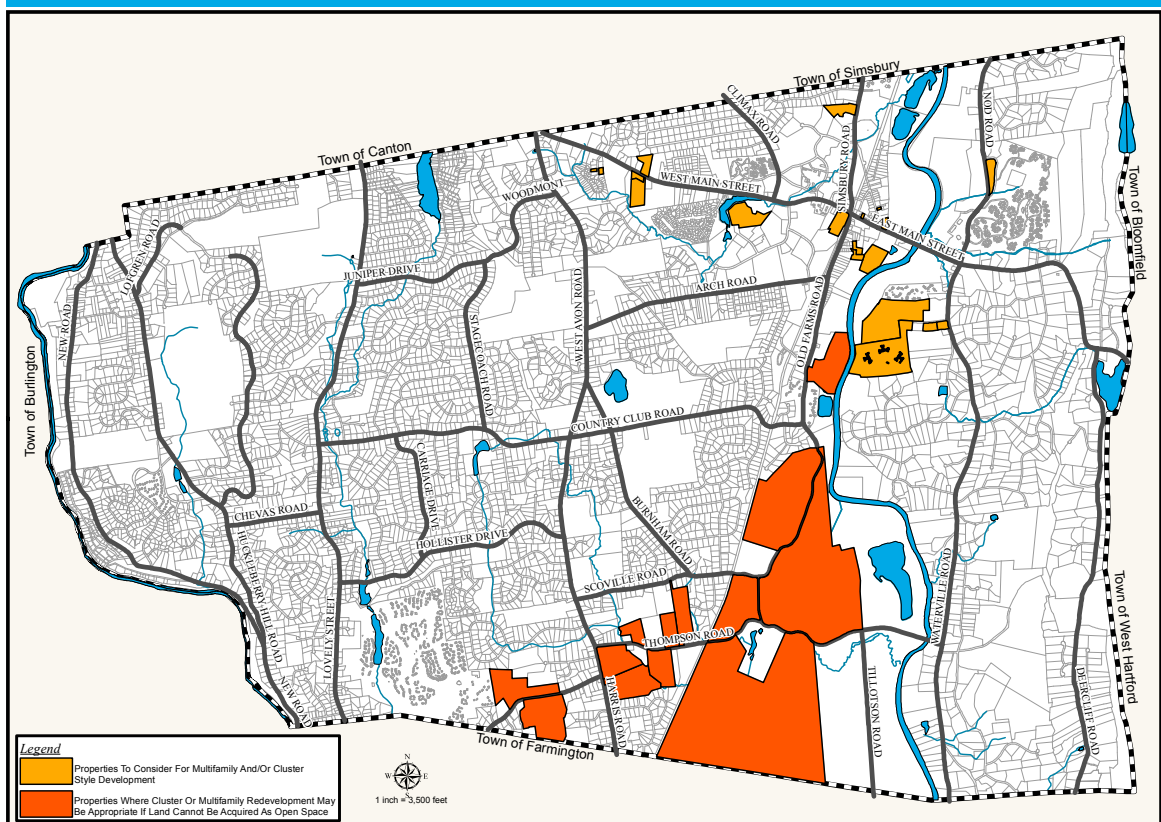 Town of Simsbury
CLIMAX ROAD
NOD ROAD
Town of Canton
WOODMONT
WEST MAIN STREET
SIMSBURY ROAD
EAST MAIN STREET
Town of Bloomfield
LOFGREN ROAD
JUNIPER DRIVE
ARCH ROAD
NEW ROAD
STAGECOACH ROAD
WEST AVON ROAD
OLD FARMS ROAD
Town of Burlington
COUNTRY CLUB ROAD
CARRIAGE DRIVE
CHEVAS ROAD
HOLLISTER DRIVE
BURNHAM ROAD
HUCKLEBERRY HILL ROAD
SCOVILLE ROAD
WATERVILLE ROAD
Town of West Hartford
LOVELY STREET
THOMPSON ROAD
NEW ROAD
HARRIS ROAD
TILLOTSON ROAD
DEERCLIFF ROAD
Town of Farmington
Legend
Properties To Consider For Multifamily And/Or Cluster
Style Development
Properties Where Cluster Or Multifamily Redevelopment May
Be Appropriate If Land Cannot Be Acquired As Open Space
N
W E
S
1 inch = 3,500 feet